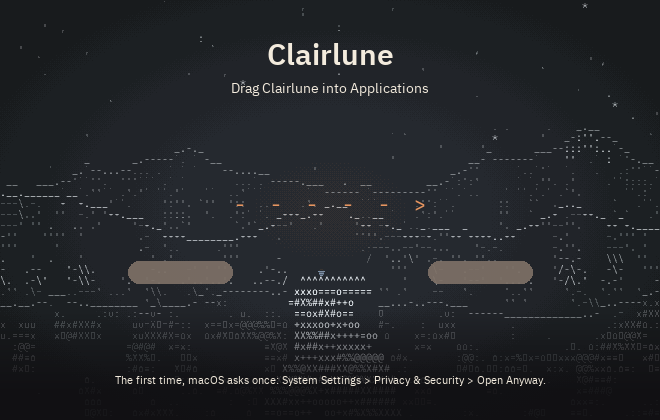 Clairlune
Drag Clairlune into Applications
The first time, macOS asks once: System Settings > Privacy & Security > Open Anyway.